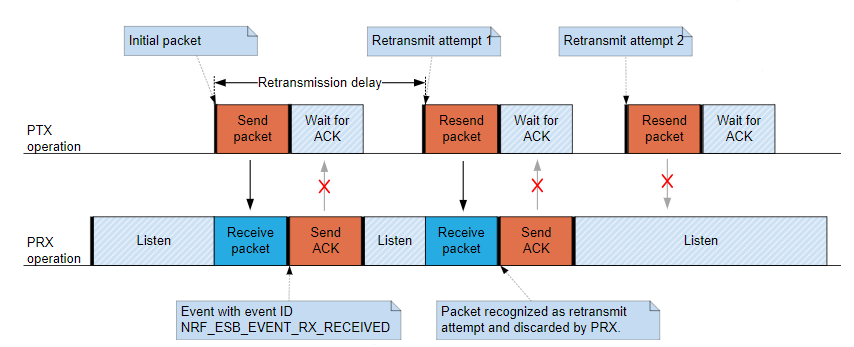 Initial packet
Retransmit attempt 1
Retransmit attempt 2
Retransmission delay
PTX
operation
Send
packet
Wait for
ACK
Resend
packet
Wait for
ACK
Resend
packet
Wait for
ACK
PRX
operation
Listen
Receive
packet
Send
ACK
Listen
Receive
packet
Send
ACK
Listen
Event with event ID
NRF_ESB_EVENT_RX_RECEIVED
Packet recognized as retransmit
attempt and discarded by PRX.